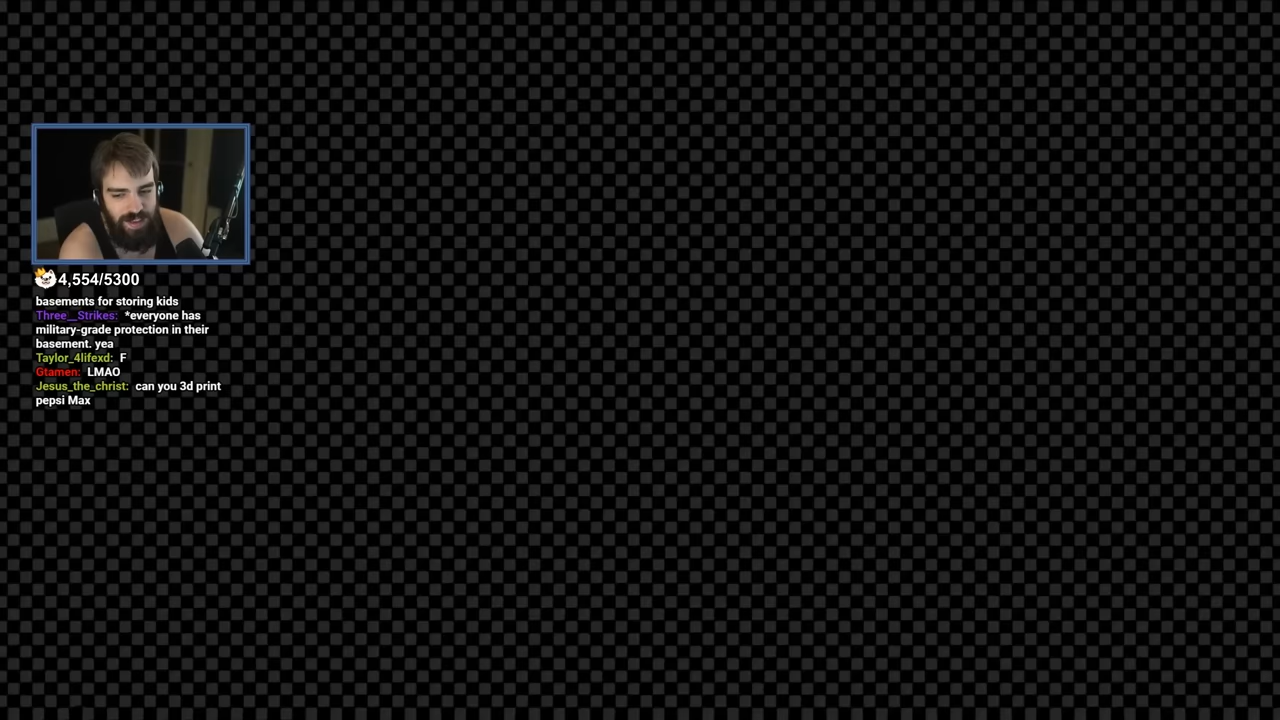 4,554/5300
basements for storing kids
Three__Strikes: *everyone has
military-grade protection in their
basement. yea
Taylor_4lifexd: F
Gtamen: LMAO
Jesus_the_christ: can you 3d print
pepsi Max